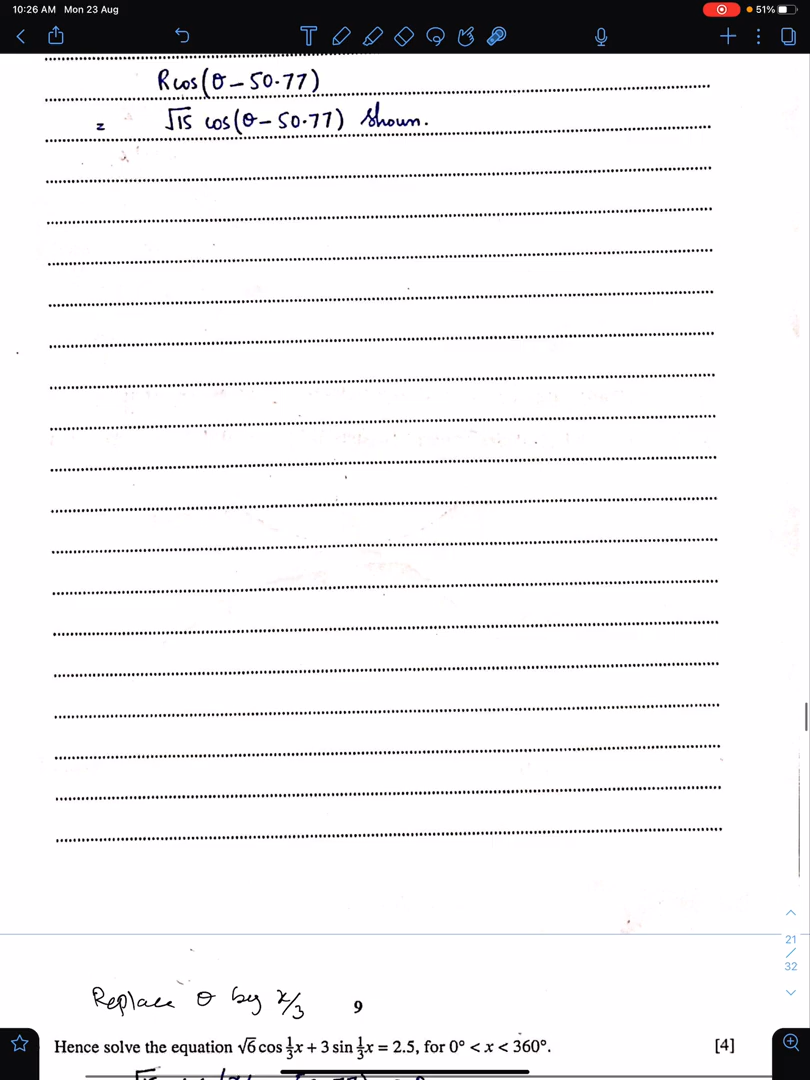 10:26 AM Mon 23 Aug
51%
Rcos(θ – 50.77)
= √15 cos(θ – 50.77) shown.
21
/
32
Replace θ by x/3
9
Hence solve the equation √6 cos ⅓x + 3 sin ⅓x = 2.5, for 0° < x < 360°. [4]